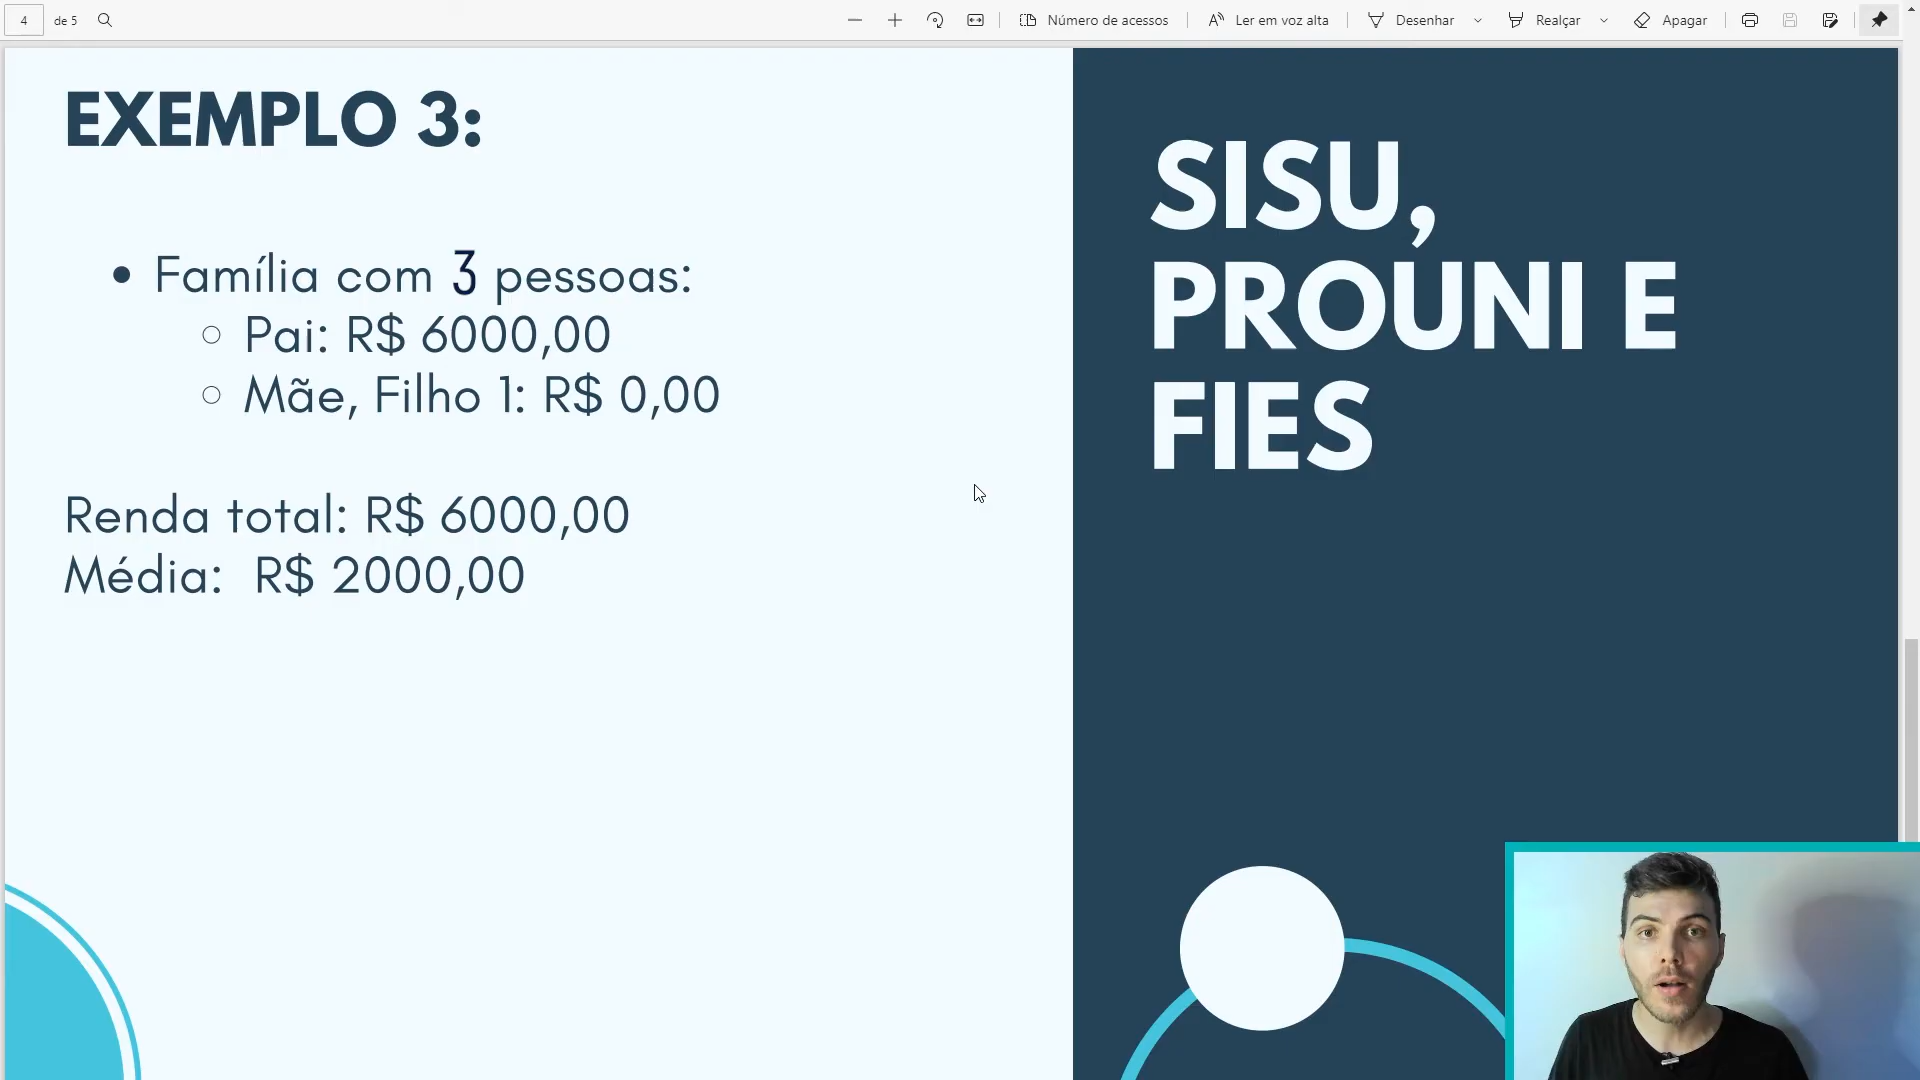 4 de 5 Número de acessos Ler em voz alta Desenhar Realçar Apagar
EXEMPLO 3:
Família com 3 pessoas:
Pai: R$ 6000,00
Mãe, Filho 1: R$ 0,00
Renda total: R$ 6000,00
Média: R$ 2000,00
SISU,
PROUNI E
FIES